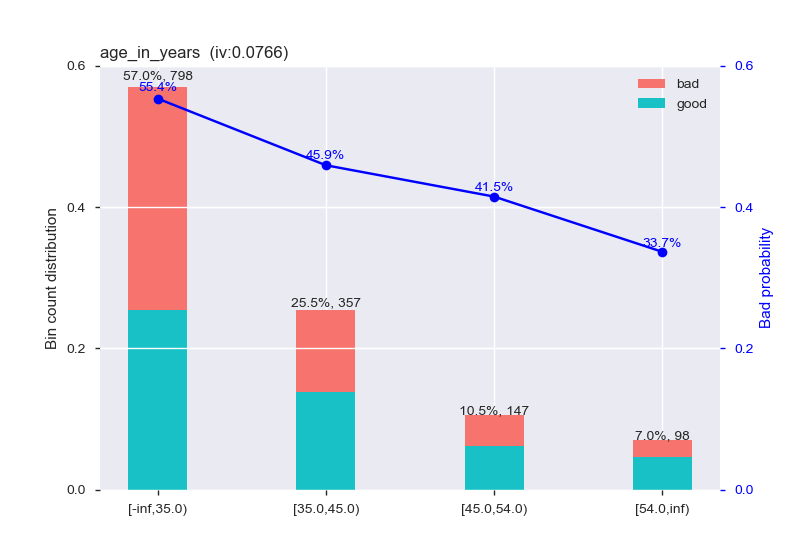 age_in_years  (iv:0.0766)
0.6
0.4
0.2
0.0
Bin count distribution
57.0%, 798
55.4%
45.9%
41.5%
33.7%
25.5%, 357
10.5%, 147
7.0%, 98
bad
good
0.6
0.4
0.2
0.0
Bad probability
[-inf,35.0)
[35.0,45.0)
[45.0,54.0)
[54.0,inf)